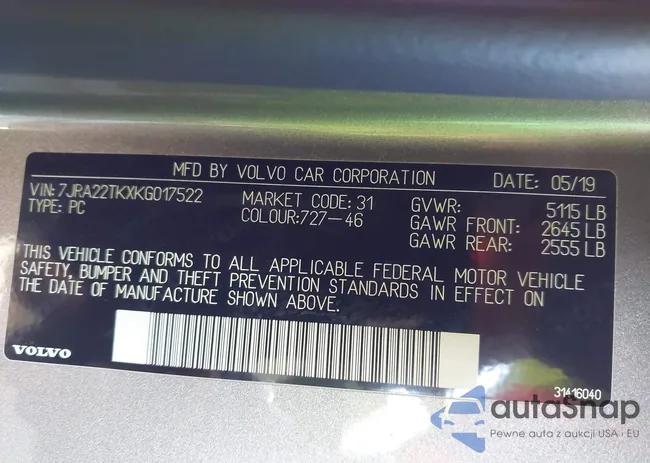 MFD BY VOLVO CAR CORPORATION DATE: 05/19
VIN: 7JRA22TKXKG017522 MARKET CODE: 31 GVWR: 5115 LB
TYPE: PC COLOUR:727-46 GAWR FRONT: 2645 LB
GAWR REAR: 2555 LB
THIS VEHICLE CONFORMS TO ALL APPLICABLE FEDERAL MOTOR VEHICLE
SAFETY, BUMPER AND THEFT PREVENTION STANDARDS IN EFFECT ON
THE DATE OF MANUFACTURE SHOWN ABOVE.
VOLVO
31416040
autoSnap
Pewne auta z aukcji USA i EU